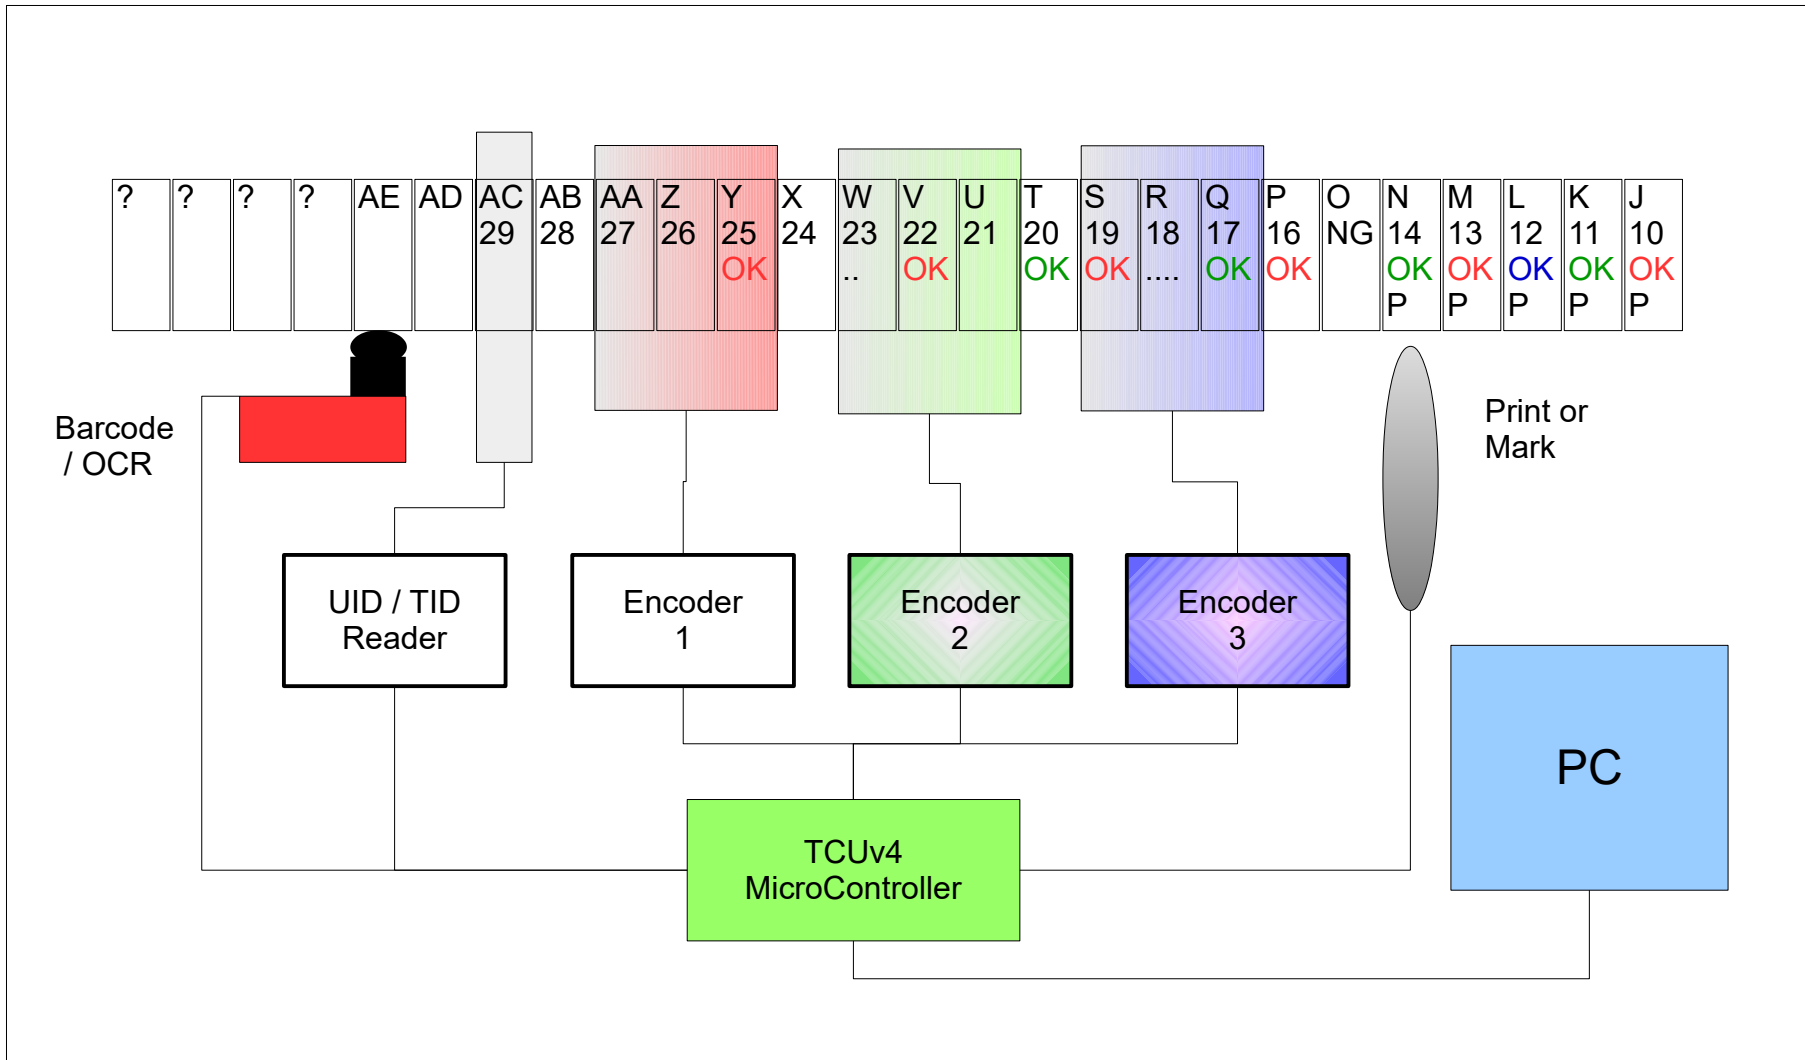 ? ? ? ? AE AD AC AB AA Z Y X W V U T S R Q P O N M L K J
29 28 27 26 25 24 23 22 21 20 19 18 17 16 NG 14 13 12 11 10
OK .. OK OK OK .... OK OK OK OK OK OK OK
P P P P P
Barcode
/ OCR
Print or
Mark
UID / TID
Reader
Encoder
1
Encoder
2
Encoder
3
PC
TCUv4
MicroController